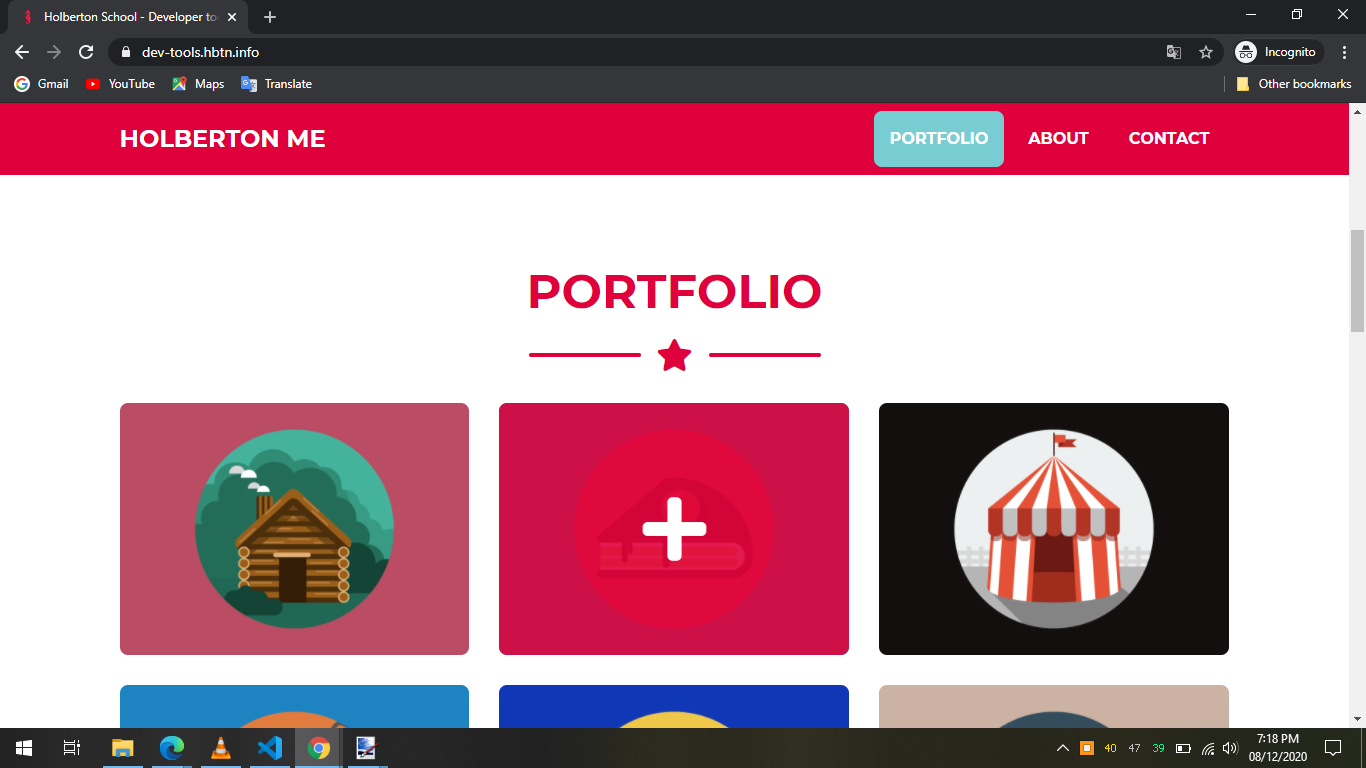 Holberton School - Developer to
dev-tools.hbtn.info
Incognito
Gmail
YouTube
Maps
Translate
Other bookmarks
HOLBERTON ME
PORTFOLIO
ABOUT
CONTACT
PORTFOLIO
40
47
39
7:18 PM
08/12/2020